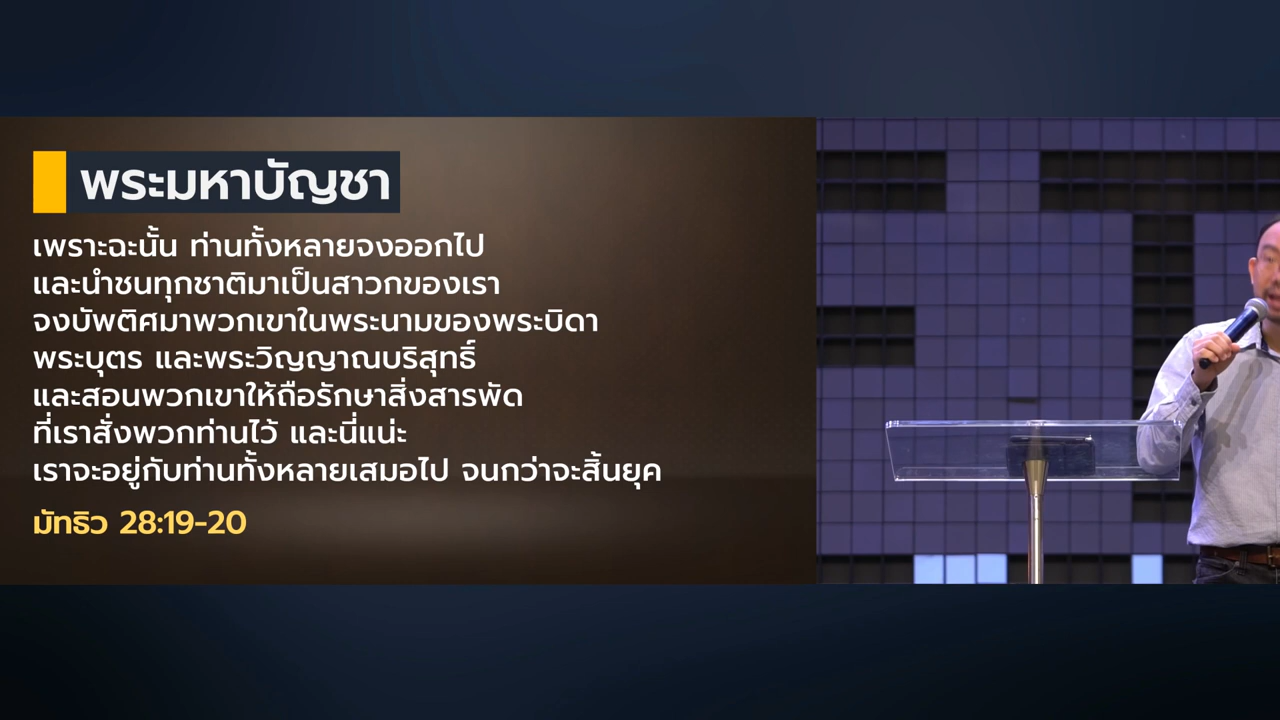 พระมหาบัญชา
เพราะฉะนั้น ท่านทั้งหลายจงออกไป
และนำชนทุกชาติมาเป็นสาวกของเรา
จงบัพติศมาพวกเขาในพระนามของพระบิดา
พระบุตร และพระวิญญาณบริสุทธิ์
และสอนพวกเขาให้ถือรักษาสิ่งสารพัด
ที่เราสั่งพวกท่านไว้ และนี่แน่ะ
เราจะอยู่กับท่านทั้งหลายเสมอไป จนกว่าจะสิ้นยุค
มัทธิว 28:19-20